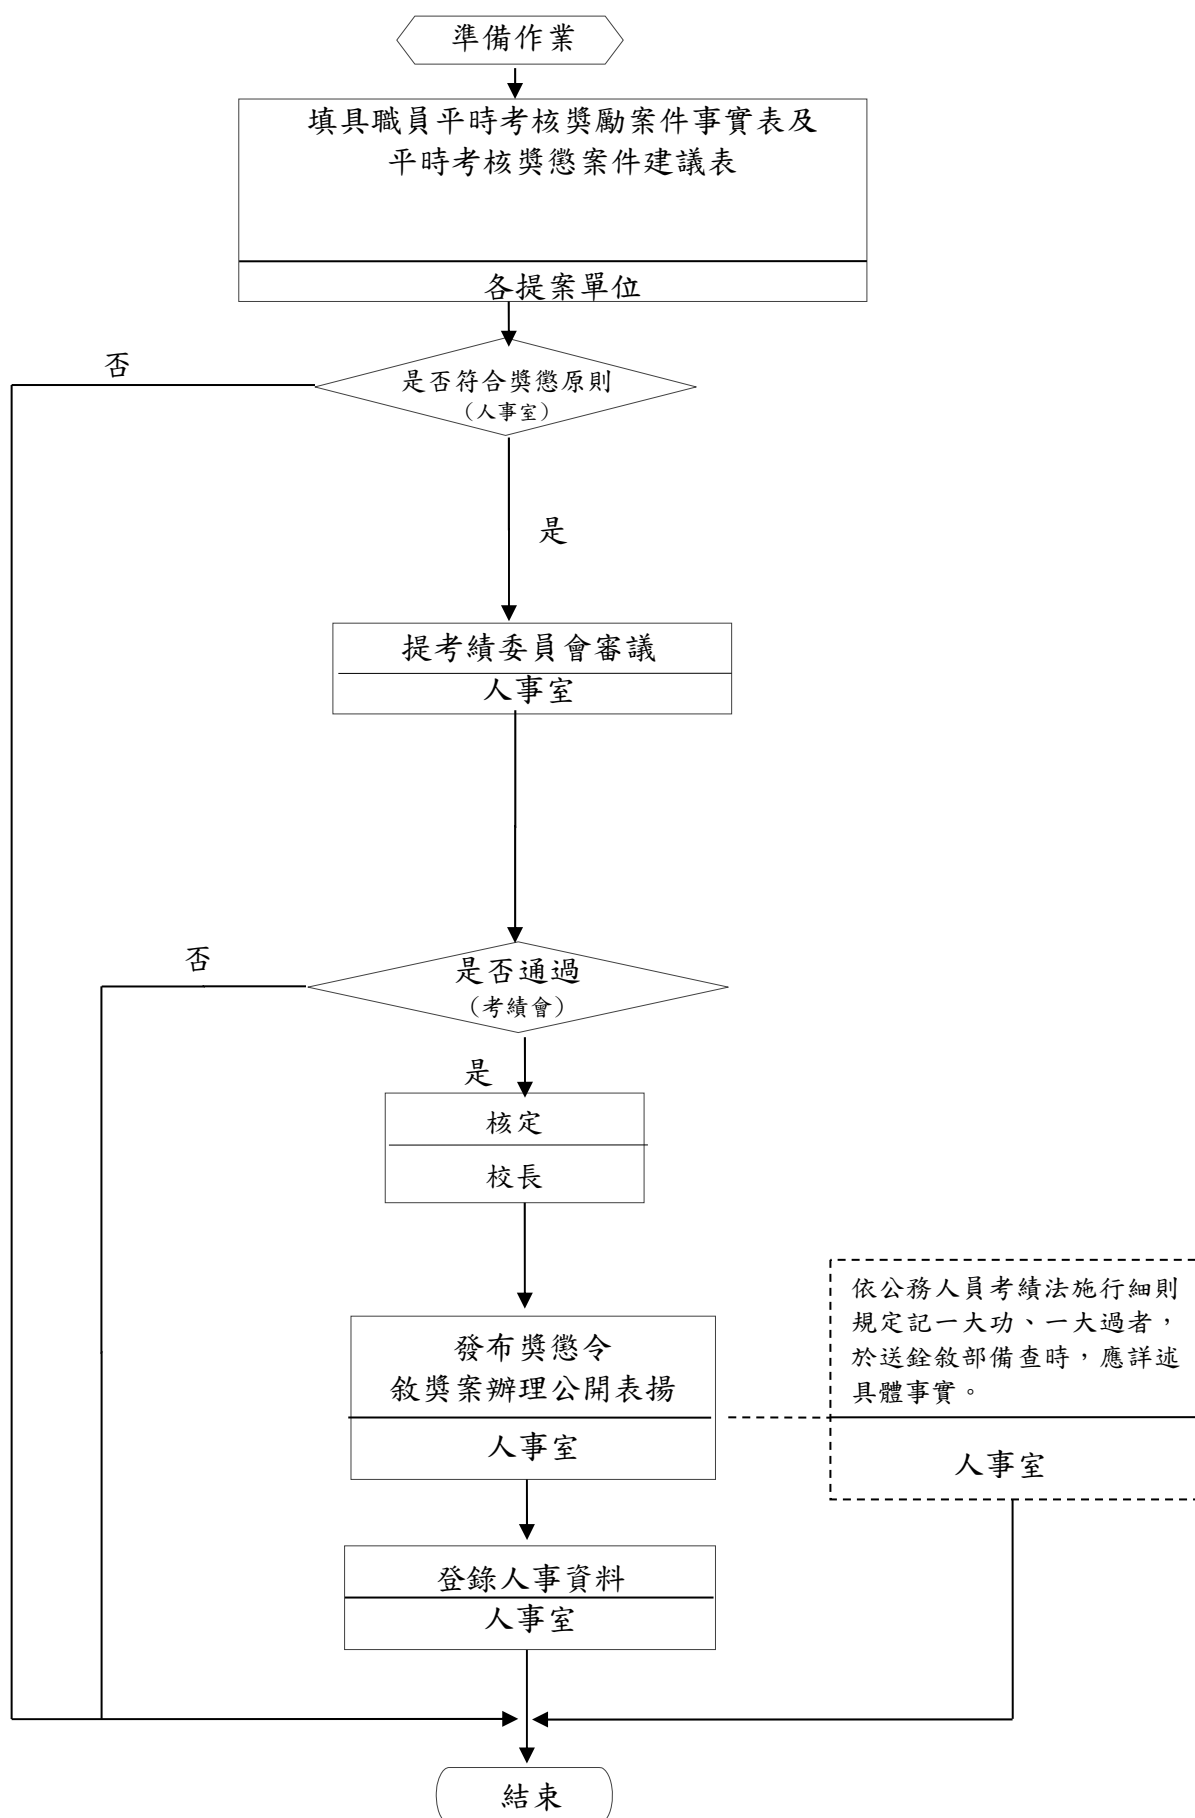 準備作業
填具職員平時考核獎勵案件事實表及
平時考核獎懲案件建議表
各提案單位
否
是否符合獎懲原則
（人事室）
是
提考績委員會審議
人事室
否
是否通過
（考績會）
是
核定
校長
依公務人員考績法施行細則
規定記一大功、一大過者，
於送銓敘部備查時，應詳述
具體事實。
人事室
發布獎懲令
敘獎案辦理公開表揚
人事室
登錄人事資料
人事室
結束